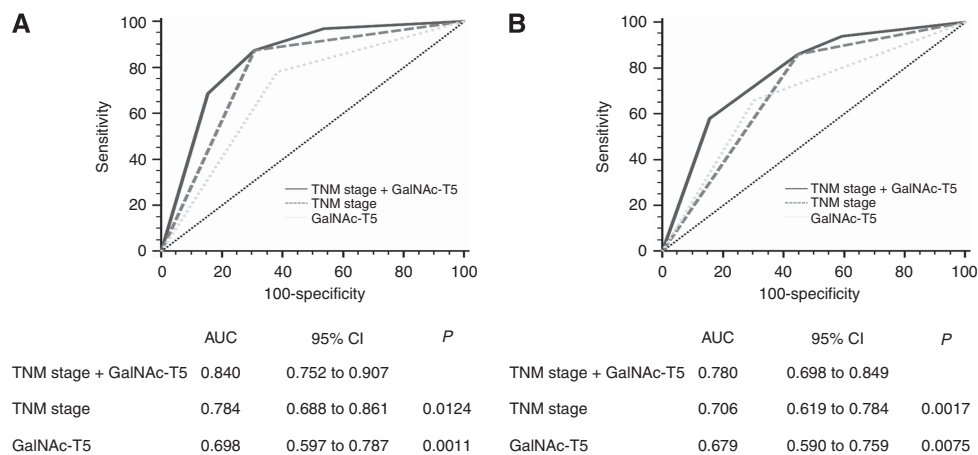 A
100
80
60
40
20
0
Sensitivity
TNM stage + GalNAc-T5
TNM stage
GalNAc-T5
0 20 40 60 80 100
100-specificity
AUC 95% CI P
TNM stage + GalNAc-T5 0.840 0.752 to 0.907
TNM stage 0.784 0.688 to 0.861 0.0124
GalNAc-T5 0.698 0.597 to 0.787 0.0011
B
100
80
60
40
20
0
Sensitivity
TNM stage + GalNAc-T5
TNM stage
GalNAc-T5
0 20 40 60 80 100
100-specificity
AUC 95% CI P
TNM stage + GalNAc-T5 0.780 0.698 to 0.849
TNM stage 0.706 0.619 to 0.784 0.0017
GalNAc-T5 0.679 0.590 to 0.759 0.0075